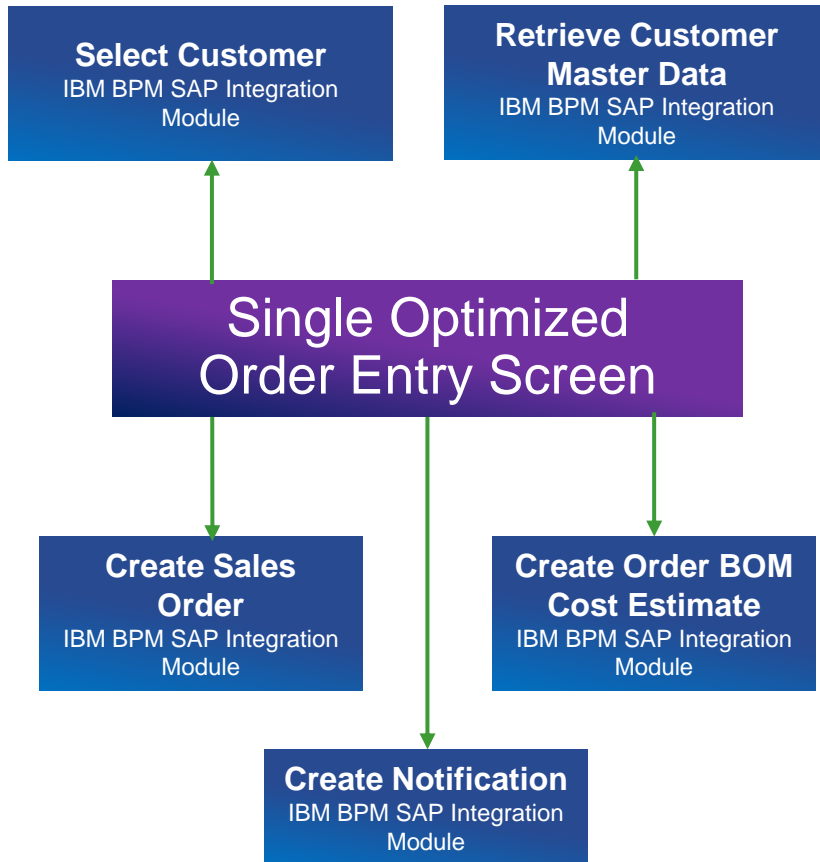 Select Customer
IBM BPM SAP Integration
Module
Retrieve Customer
Master Data
IBM BPM SAP Integration
Module
Single Optimized
Order Entry Screen
Create Sales
Order
IBM BPM SAP Integration
Module
Create Order BOM
Cost Estimate
IBM BPM SAP Integration
Module
Create Notification
IBM BPM SAP Integration
Module